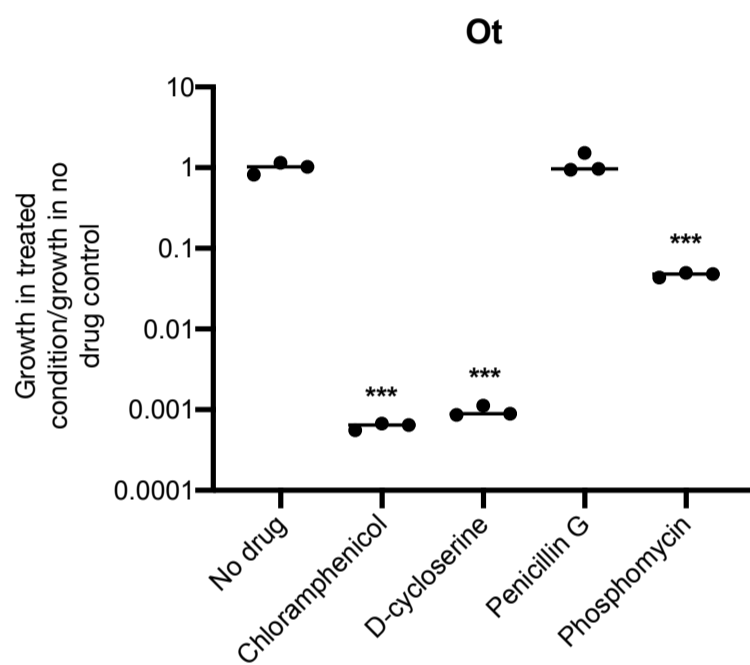 Ot
Growth in treated
condition/growth in no
drug control
10
1
0.1
0.01
0.001
0.0001
***
***
***
No drug
Chloramphenicol
D-cycloserine
Penicillin G
Phosphomycin